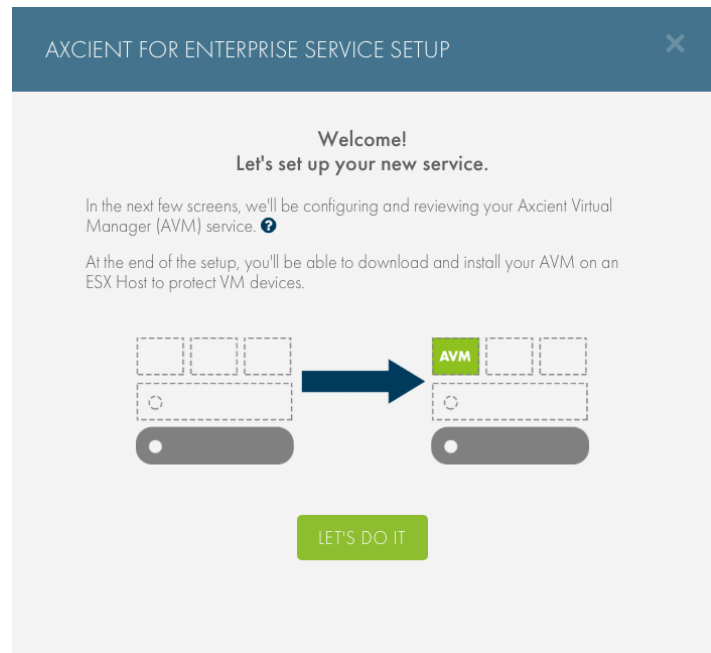 AXCIENT FOR ENTERPRISE SERVICE SETUP
Welcome!
Let's set up your new service.
In the next few screens, we'll be configuring and reviewing your Axcient Virtual
Manager (AVM) service. ?
At the end of the setup, you'll be able to download and install your AVM on an
ESX Host to protect VM devices.
AVM
LET'S DO IT